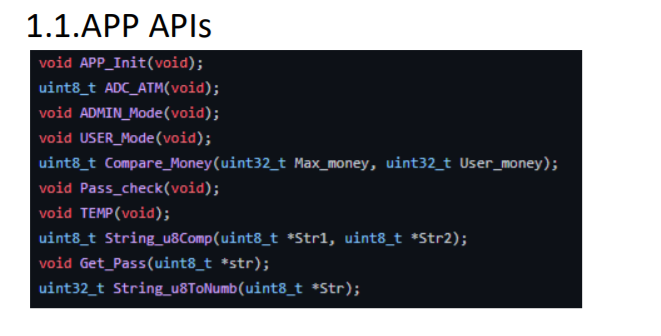 1.1.APP APIs
void APP_Init(void);
uint8_t ADC_ATM(void);
void ADMIN_Mode(void);
void USER_Mode(void);
uint8_t Compare_Money(uint32_t Max_money, uint32_t User_money);
void Pass_check(void);
void TEMP(void);
uint8_t String_u8Comp(uint8_t *Str1, uint8_t *Str2);
void Get_Pass(uint8_t *str);
uint32_t String_u8ToNumb(uint8_t *Str);